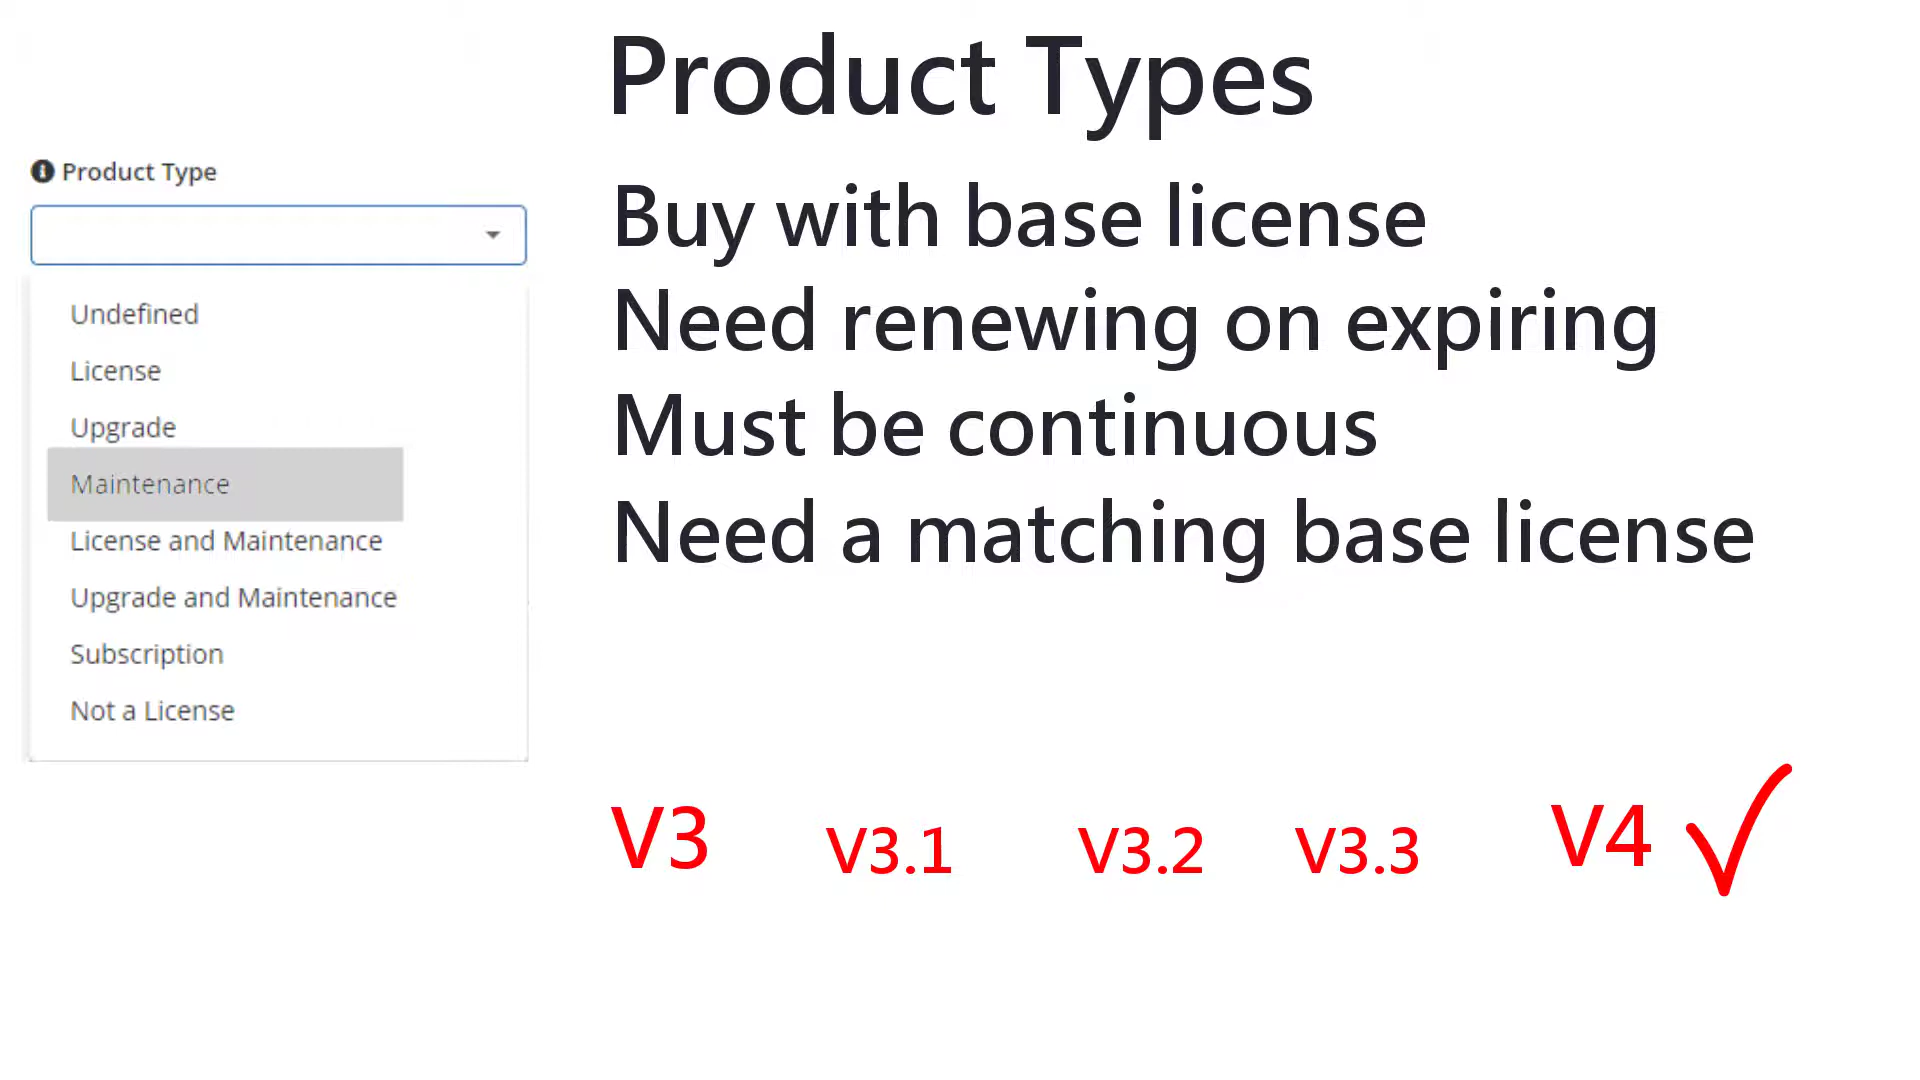 Product Types
Product Type
Undefined
License
Upgrade
Maintenance
License and Maintenance
Upgrade and Maintenance
Subscription
Not a License
Buy with base license
Need renewing on expiring
Must be continuous
Need a matching base license
V3 V3.1 V3.2 V3.3 V4